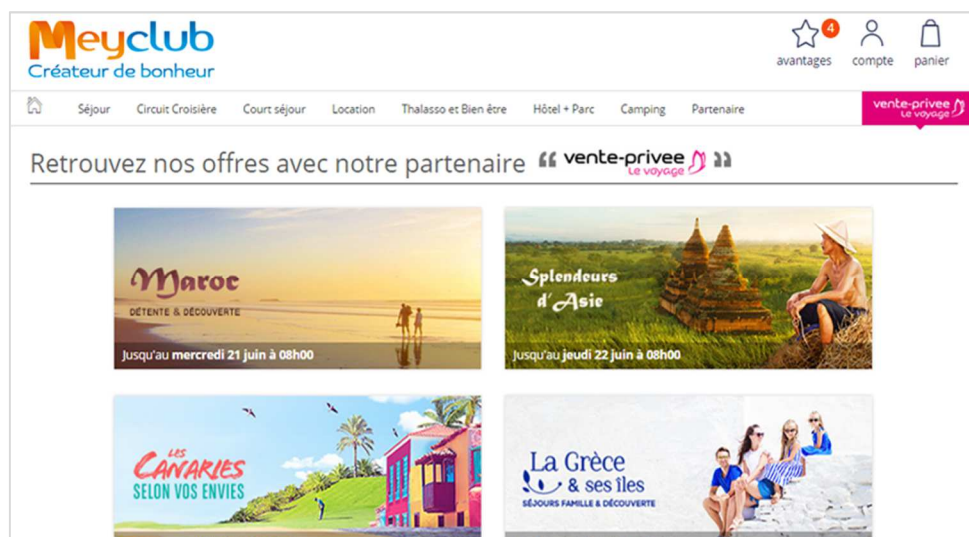 Meyclub
Créateur de bonheur
4
avantages compte panier
Séjour Circuit Croisière Court séjour Location Thalasso et Bien être Hôtel + Parc Camping Partenaire
vente-privee
Le voyage
Retrouvez nos offres avec notre partenaire “ vente-privee ”
Le voyage
Maroc
DÉTENTE & DÉCOUVERTE
Jusqu'au mercredi 21 juin à 08h00
Splendeurs
d'Asie
Jusqu'au jeudi 22 juin à 08h00
LES
CANARIES
SELON VOS ENVIES
La Grèce
& ses îles
SÉJOURS FAMILLE & DÉCOUVERTE